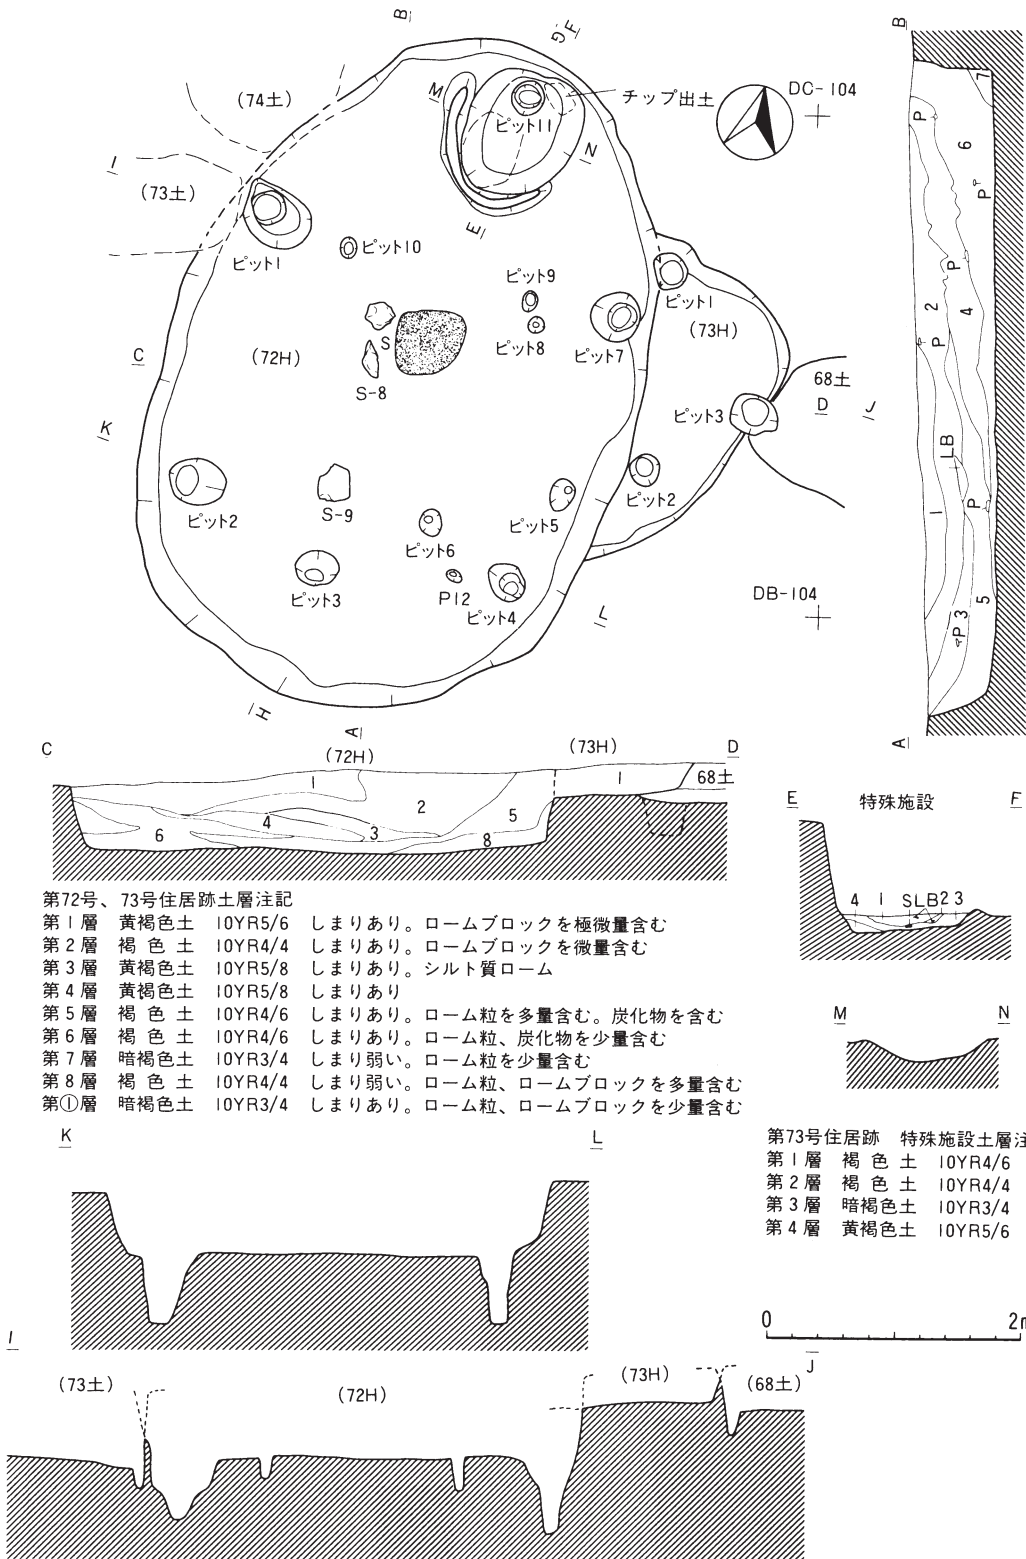 B
G F
(74土)
M
チップ出土
DC-104
ピット11
I
(73土)
N
E
ピット1
ピット10
ピット9
ピット1
(73H)
S
ピット8
ピット7
C
(72H)
S-8
68土
ピット3
D
J
K
ピット2
S-9
ピット5
ピット2
ピット6
ピット3
P12
ピット4
DB-104
L
H
A
B
7
P
6
P
P
2
4
P
LB
1
P
3
P
5
A
C
(72H)
(73H)
D
1
1
68土
2
4
5
6
3
8
E
特殊施設
F
4 1 SLB 2 3
第72号、73号住居跡土層注記
第1層 黄褐色土 10YR5/6 しまりあり。ロームブロックを極微量含む
第2層 褐色土 10YR4/4 しまりあり。ロームブロックを微量含む
第3層 黄褐色土 10YR5/8 しまりあり。シルト質ローム
第4層 黄褐色土 10YR5/8 しまりあり
第5層 褐色土 10YR4/6 しまりあり。ローム粒を多量含む。炭化物を含む
第6層 褐色土 10YR4/6 しまりあり。ローム粒、炭化物を少量含む
第7層 暗褐色土 10YR3/4 しまり弱い。ローム粒を少量含む
第8層 褐色土 10YR4/4 しまり弱い。ローム粒、ロームブロックを多量含む
第①層 暗褐色土 10YR3/4 しまりあり。ローム粒、ロームブロックを少量含む
M
N
第73号住居跡 特殊施設土層注
第1層 褐色土 10YR4/6
第2層 褐色土 10YR4/4
第3層 暗褐色土 10YR3/4
第4層 黄褐色土 10YR5/6
K
L
0
2m
I
J
(73土)
(72H)
(73H)
(68土)